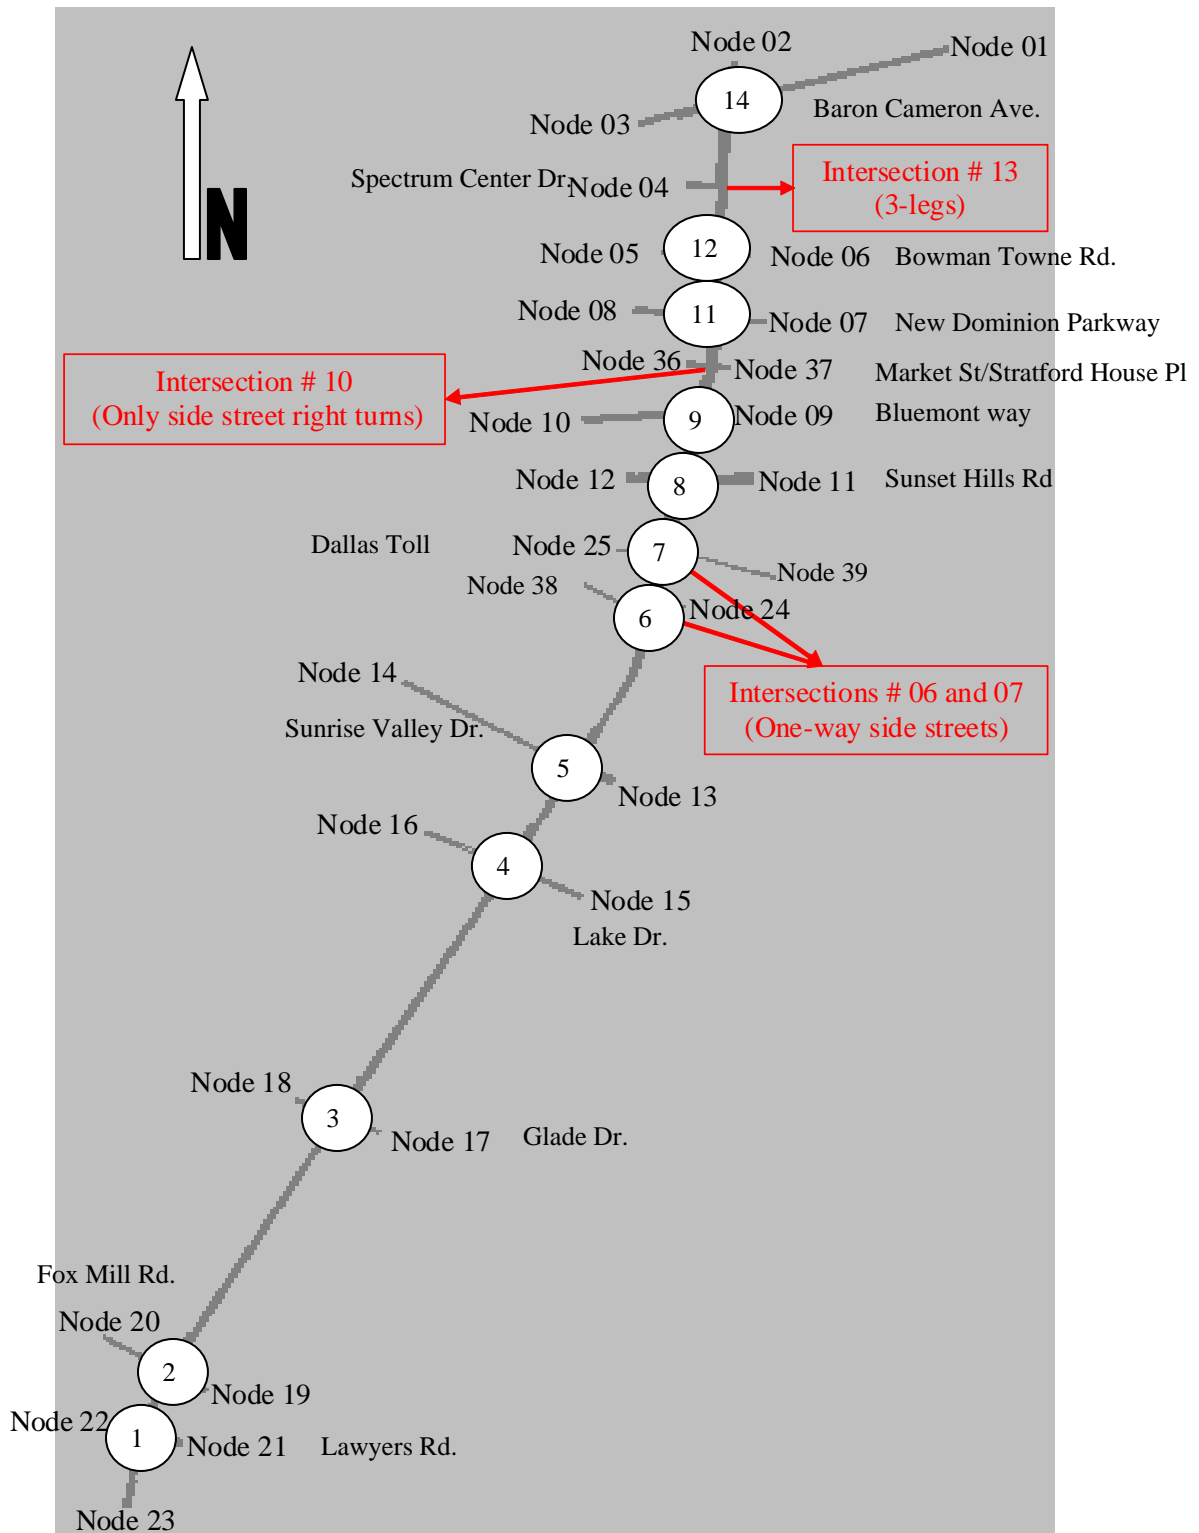 Node 02
Node 01
14
Baron Cameron Ave.
Node 03
Intersection # 13
(3-legs)
Spectrum Center Dr.
Node 04
N
12
Node 05
Node 06
Bowman Towne Rd.
Node 08
11
Node 07
New Dominion Parkway
Node 36
Node 37
Market St/Stratford House Pl
Intersection # 10
(Only side street right turns)
Node 10
9
Node 09
Bluemont way
Node 12
8
Node 11
Sunset Hills Rd
Dallas Toll
Node 25
7
Node 39
Node 38
6
Node 24
Node 14
Intersections # 06 and 07
(One-way side streets)
Sunrise Valley Dr.
5
Node 13
Node 16
4
Node 15
Lake Dr.
Node 18
3
Node 17
Glade Dr.
Fox Mill Rd.
Node 20
2
Node 19
Node 22
1
Node 21
Lawyers Rd.
Node 23